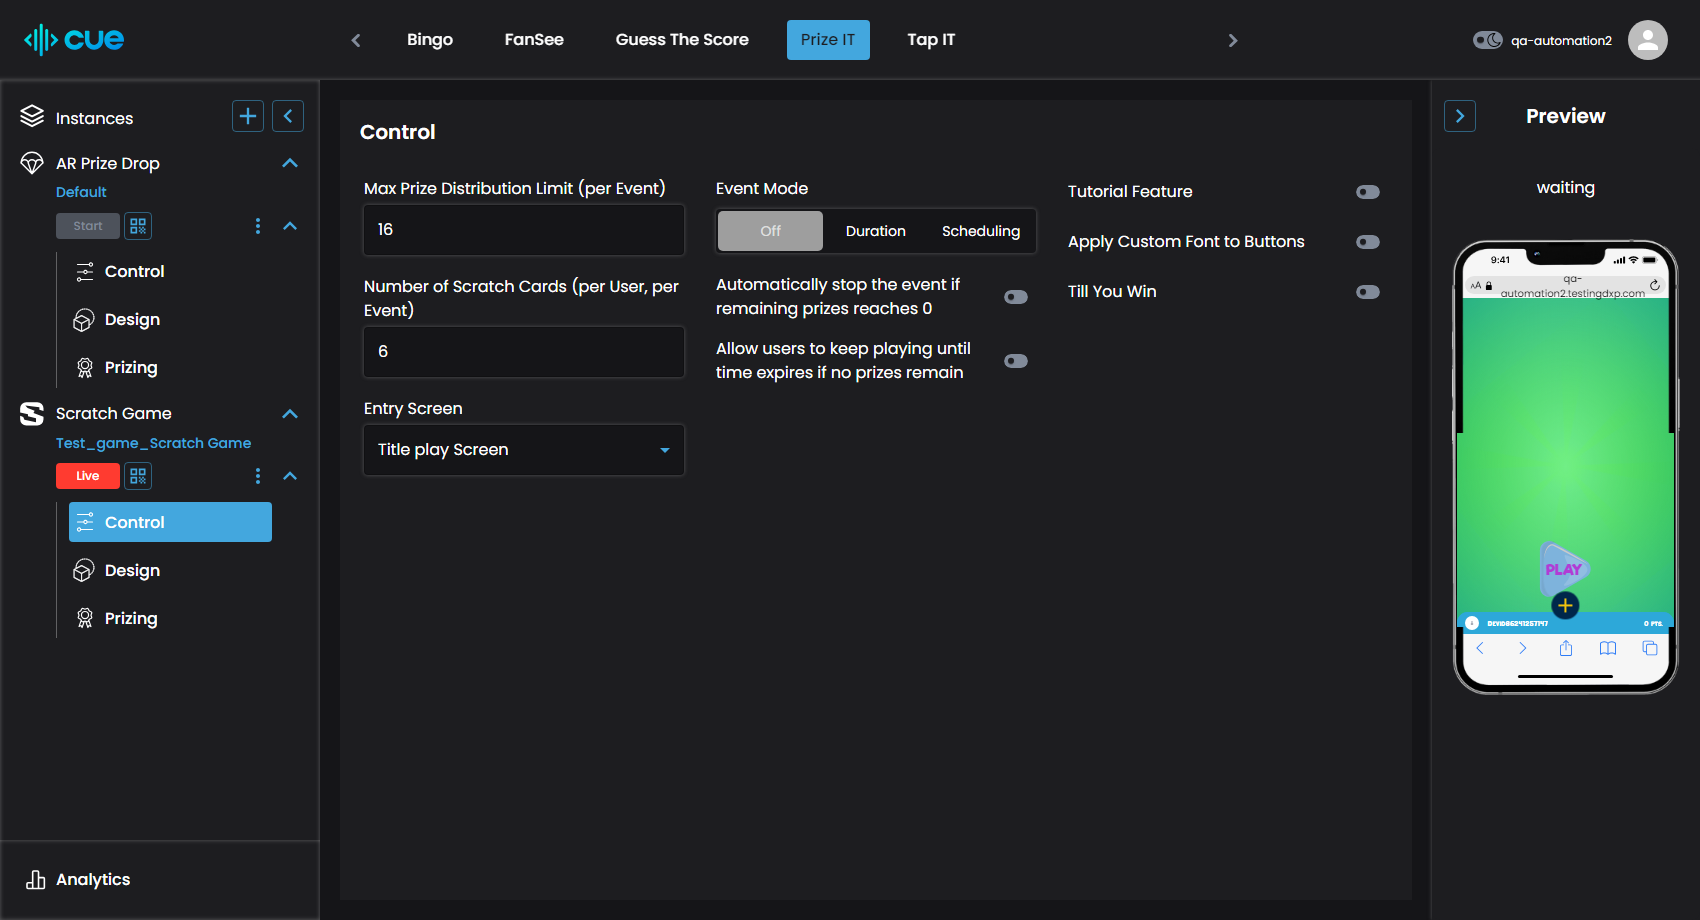 cue
Bingo
FanSee
Guess The Score
Prize IT
Tap IT
qa-automation2
Instances
AR Prize Drop
Default
Start
Control
Design
Prizing
Scratch Game
Test_game_Scratch Game
Live
Control
Design
Prizing
Analytics
Control
Max Prize Distribution Limit (per Event)
16
Number of Scratch Cards (per User, per
Event)
6
Entry Screen
Title play Screen
Event Mode
Off
Duration
Scheduling
Automatically stop the event if
remaining prizes reaches 0
Allow users to keep playing until
time expires if no prizes remain
Tutorial Feature
Apply Custom Font to Buttons
Till You Win
Preview
waiting
9:41
AA
qa-
automation2.testingdxp.com
PLAY
0 PTS.